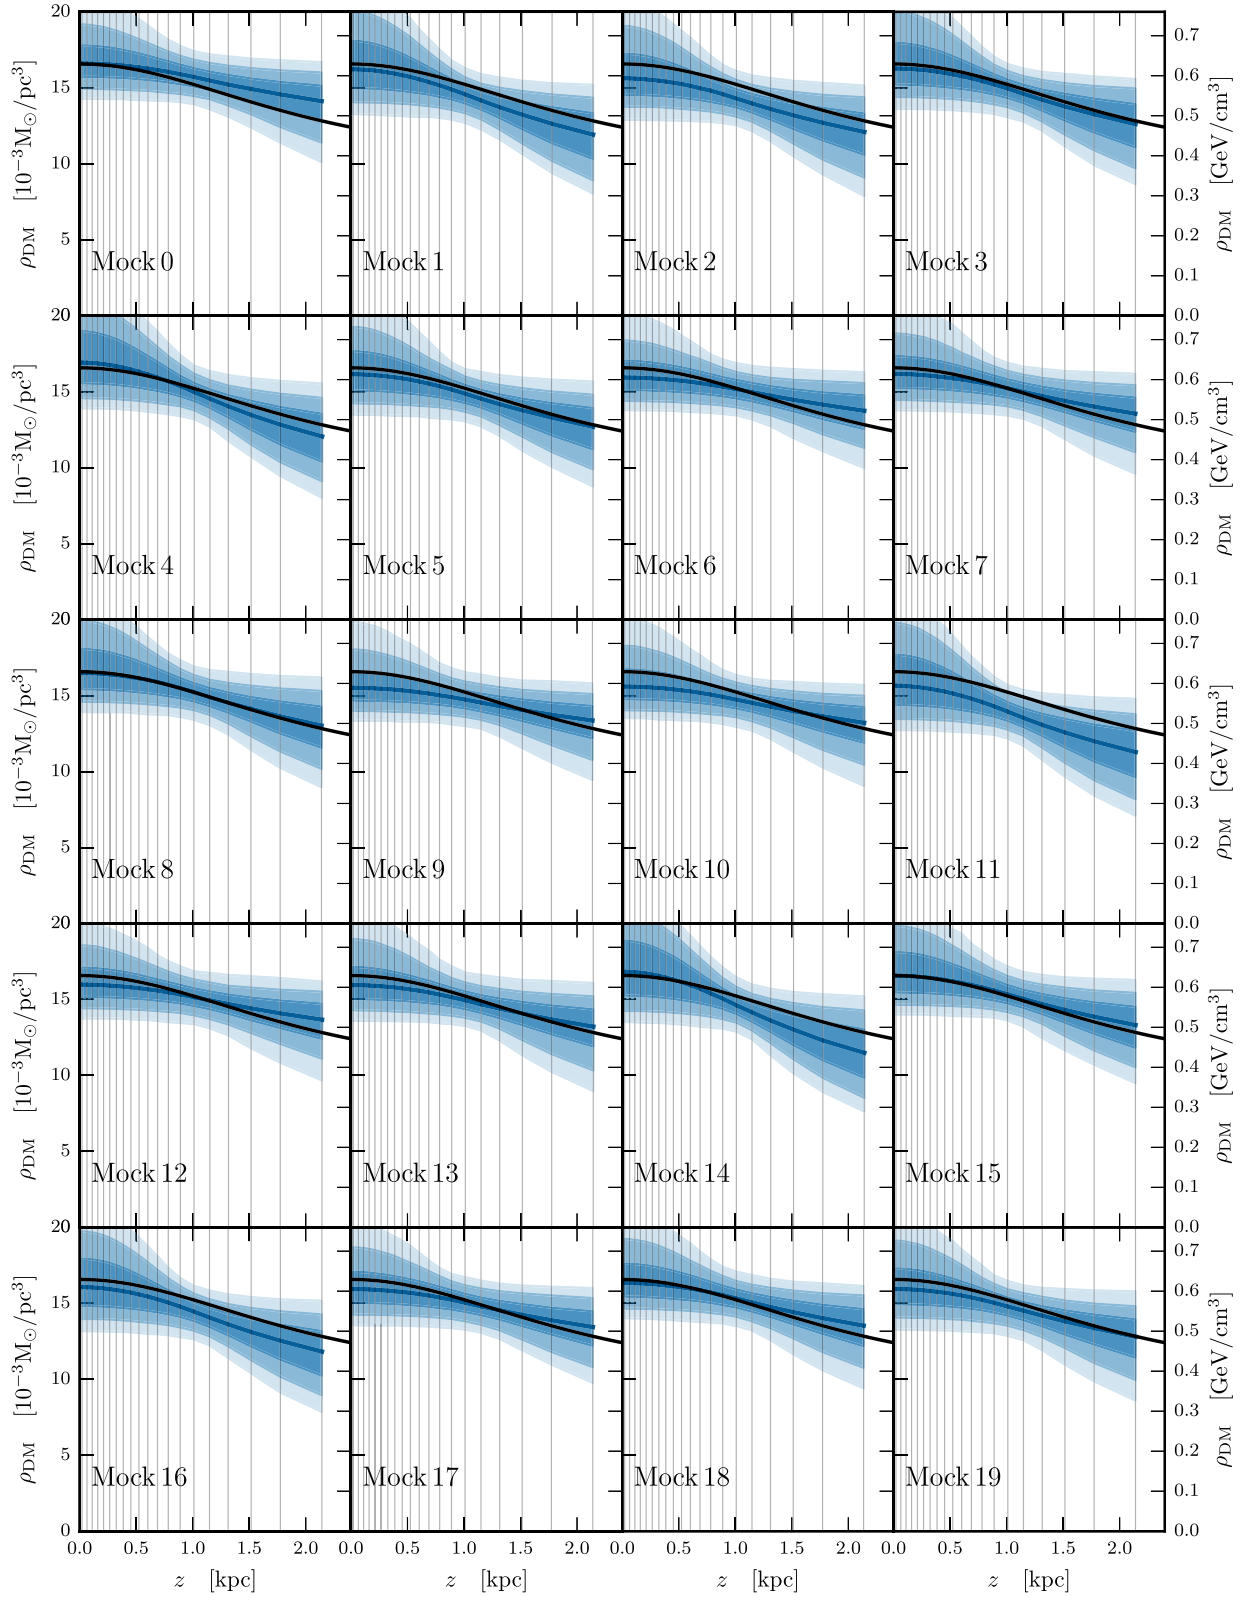 20 0.7
15 0.6
0.5
10 0.4
0.3
5 0.2
0.1
0.0
ρDM [10⁻³M⊙/pc³]
Mock 0 Mock 1 Mock 2 Mock 3
ρDM [GeV/cm³]
20 0.7
15 0.6
0.5
10 0.4
0.3
5 0.2
0.1
0.0
ρDM [10⁻³M⊙/pc³]
Mock 4 Mock 5 Mock 6 Mock 7
ρDM [GeV/cm³]
20 0.7
15 0.6
0.5
10 0.4
0.3
5 0.2
0.1
0.0
ρDM [10⁻³M⊙/pc³]
Mock 8 Mock 9 Mock 10 Mock 11
ρDM [GeV/cm³]
20 0.7
15 0.6
0.5
10 0.4
0.3
5 0.2
0.1
0.0
ρDM [10⁻³M⊙/pc³]
Mock 12 Mock 13 Mock 14 Mock 15
ρDM [GeV/cm³]
20 0.7
15 0.6
0.5
10 0.4
0.3
5 0.2
0.1
0 0.0
ρDM [10⁻³M⊙/pc³]
Mock 16 Mock 17 Mock 18 Mock 19
ρDM [GeV/cm³]
0.0 0.5 1.0 1.5 2.0 0.0 0.5 1.0 1.5 2.0 0.0 0.5 1.0 1.5 2.0 0.0 0.5 1.0 1.5 2.0
z [kpc] z [kpc] z [kpc] z [kpc]